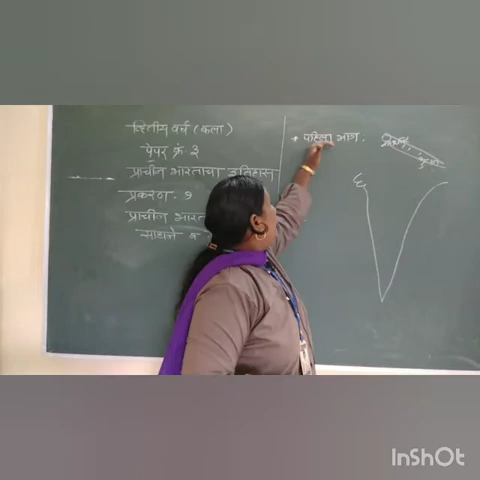 द्वितीय वर्ष (कला)
पेपर क्रं. ३
प्राचीन भारताचा इतिहास
प्रकरण - १
प्राचीन भारत
साधने व
* पहिला भाग.
InShOt